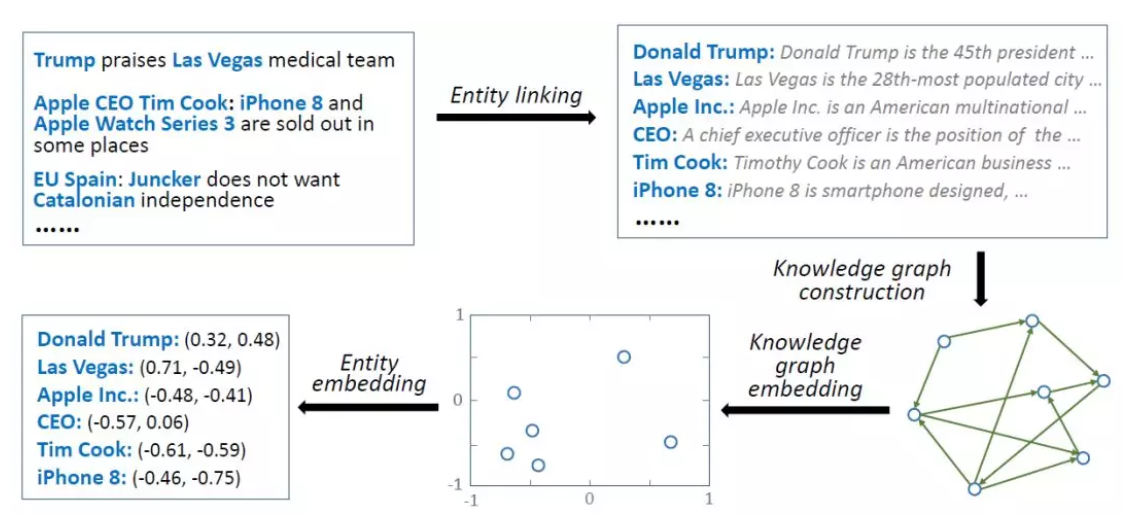 Trump praises Las Vegas medical team
Apple CEO Tim Cook: iPhone 8 and
Apple Watch Series 3 are sold out in
some places
EU Spain: Juncker does not want
Catalonian independence
......
Entity linking
Donald Trump: Donald Trump is the 45th president ...
Las Vegas: Las Vegas is the 28th-most populated city ...
Apple Inc.: Apple Inc. is an American multinational ...
CEO: A chief executive officer is the position of the ...
Tim Cook: Timothy Cook is an American business ...
iPhone 8: iPhone 8 is smartphone designed, ...
......
Knowledge graph
construction
Knowledge
graph
embedding
1
0
-1
-1
0
1
Entity
embedding
Donald Trump: (0.32, 0.48)
Las Vegas: (0.71, -0.49)
Apple Inc.: (-0.48, -0.41)
CEO: (-0.57, 0.06)
Tim Cook: (-0.61, -0.59)
iPhone 8: (-0.46, -0.75)